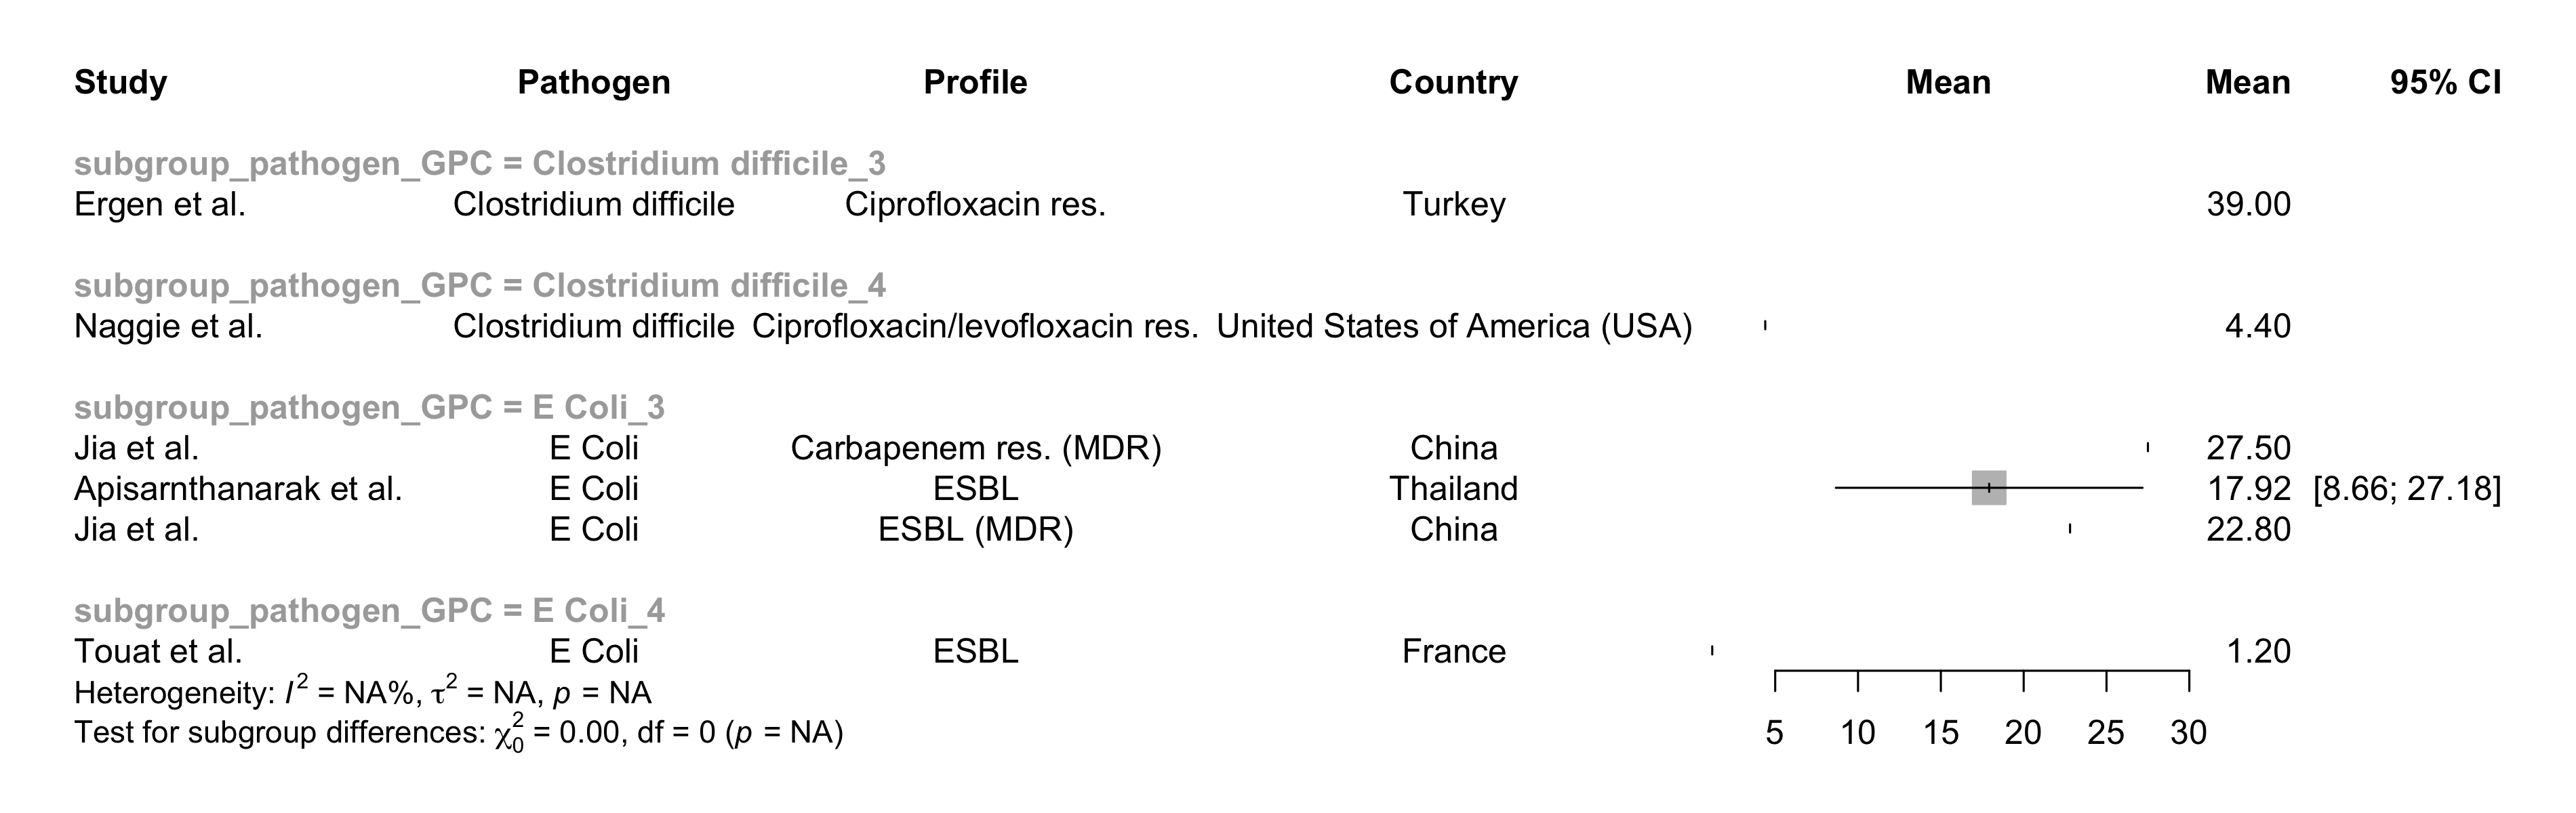 Study Pathogen Profile Country Mean Mean 95% CI
subgroup_pathogen_GPC = Clostridium difficile_3
Ergen et al. Clostridium difficile Ciprofloxacin res. Turkey 39.00
subgroup_pathogen_GPC = Clostridium difficile_4
Naggie et al. Clostridium difficile Ciprofloxacin/levofloxacin res. United States of America (USA) 4.40
subgroup_pathogen_GPC = E Coli_3
Jia et al. E Coli Carbapenem res. (MDR) China 27.50
Apisarnthanarak et al. E Coli ESBL Thailand 17.92 [8.66; 27.18]
Jia et al. E Coli ESBL (MDR) China 22.80
subgroup_pathogen_GPC = E Coli_4
Touat et al. E Coli ESBL France 1.20
Heterogeneity: I² = NA%, τ² = NA, p = NA
Test for subgroup differences: χ²₀ = 0.00, df = 0 (p = NA)
5 10 15 20 25 30